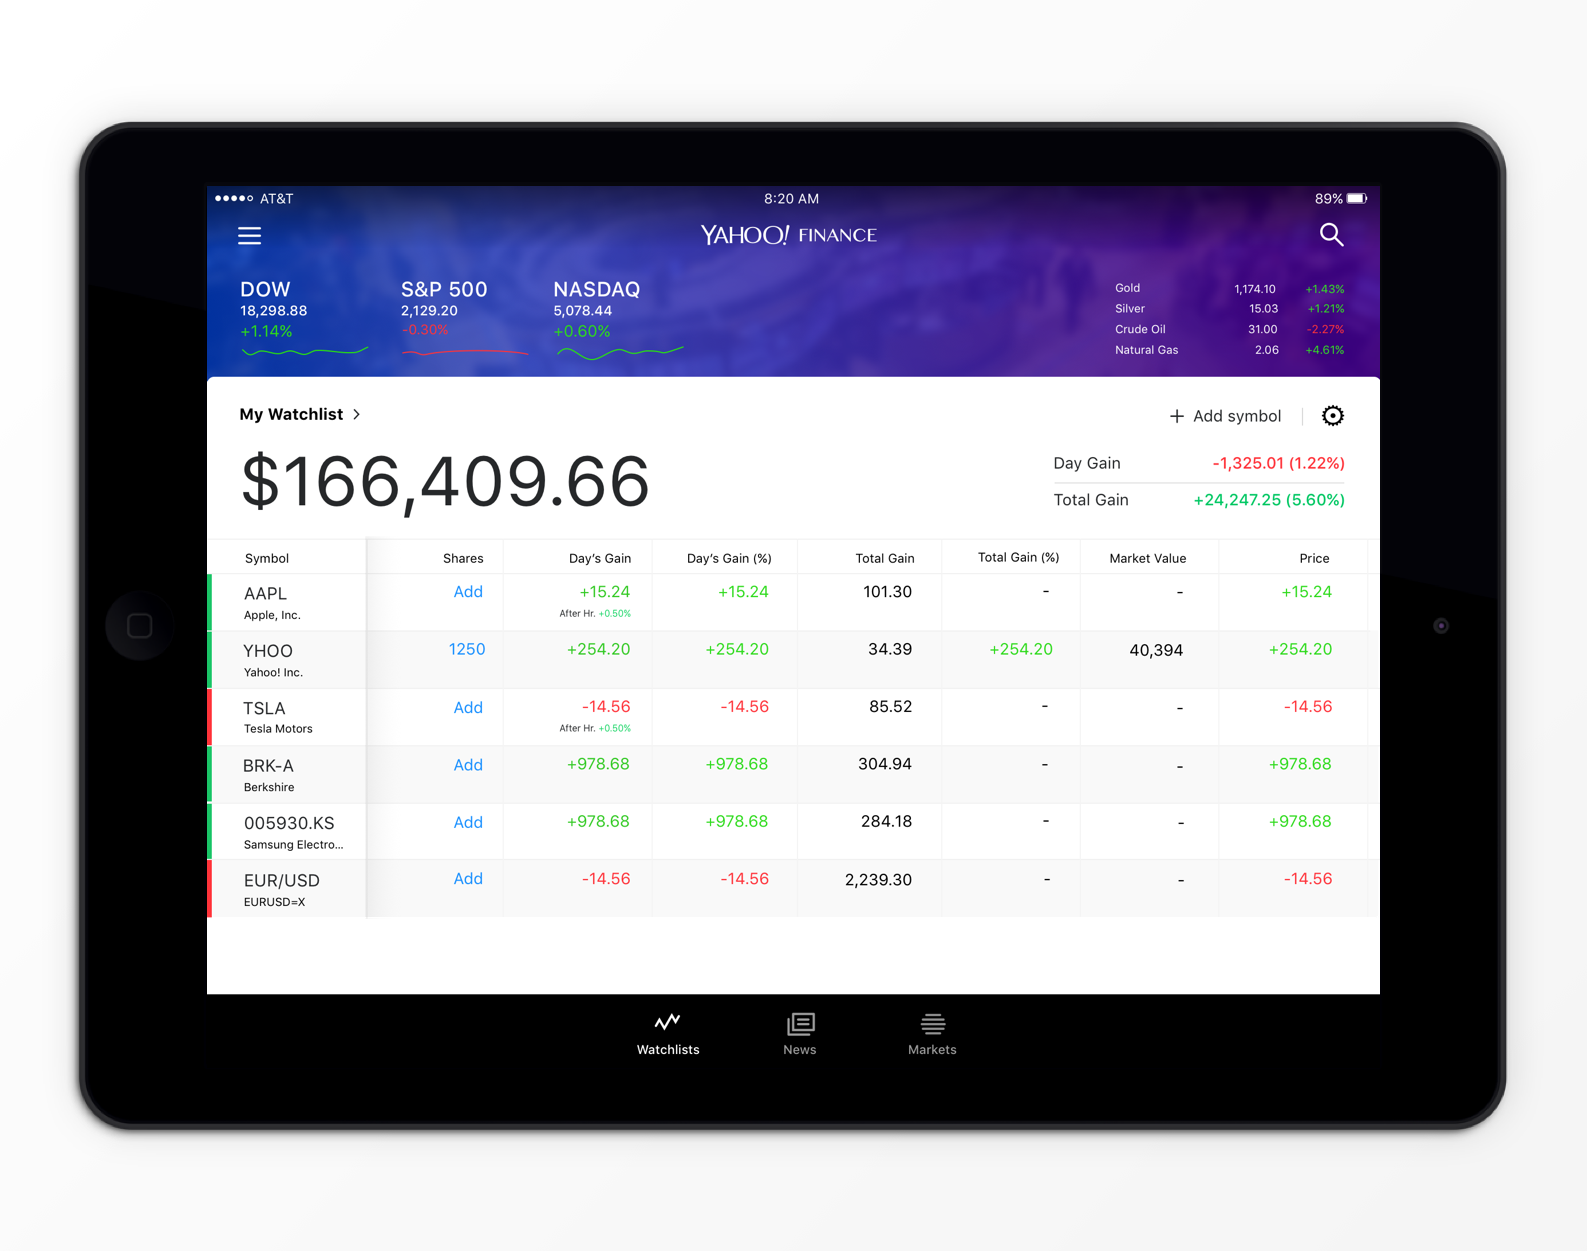 AT&T 8:20 AM 89%
YAHOO! FINANCE
DOW S&P 500 NASDAQ
18,298.88 2,129.20 5,078.44
+1.14% -0.30% +0.60%
Gold 1,174.10 +1.43%
Silver 15.03 +1.21%
Crude Oil 31.00 -2.27%
Natural Gas 2.06 +4.61%
My Watchlist + Add symbol
$166,409.66
Day Gain -1,325.01 (1.22%)
Total Gain +24,247.25 (5.60%)
Symbol Shares Day's Gain Day's Gain (%) Total Gain Total Gain (%) Market Value Price
AAPL Add +15.24 +15.24 101.30 - - +15.24
Apple, Inc. After Hr. +0.50%
YHOO 1250 +254.20 +254.20 34.39 +254.20 40,394 +254.20
Yahoo! Inc.
TSLA Add -14.56 -14.56 85.52 - - -14.56
Tesla Motors After Hr. +0.50%
BRK-A Add +978.68 +978.68 304.94 - - +978.68
Berkshire
005930.KS Add +978.68 +978.68 284.18 - - +978.68
Samsung Electro...
EUR/USD Add -14.56 -14.56 2,239.30 - - -14.56
EURUSD=X
Watchlists News Markets